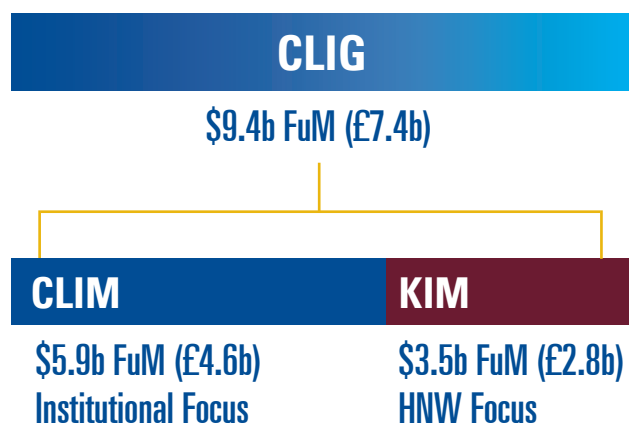 CLIG
$9.4b FuM (£7.4b)
CLIM
$5.9b FuM (£4.6b)
Institutional Focus
KIM
$3.5b FuM (£2.8b)
HNW Focus